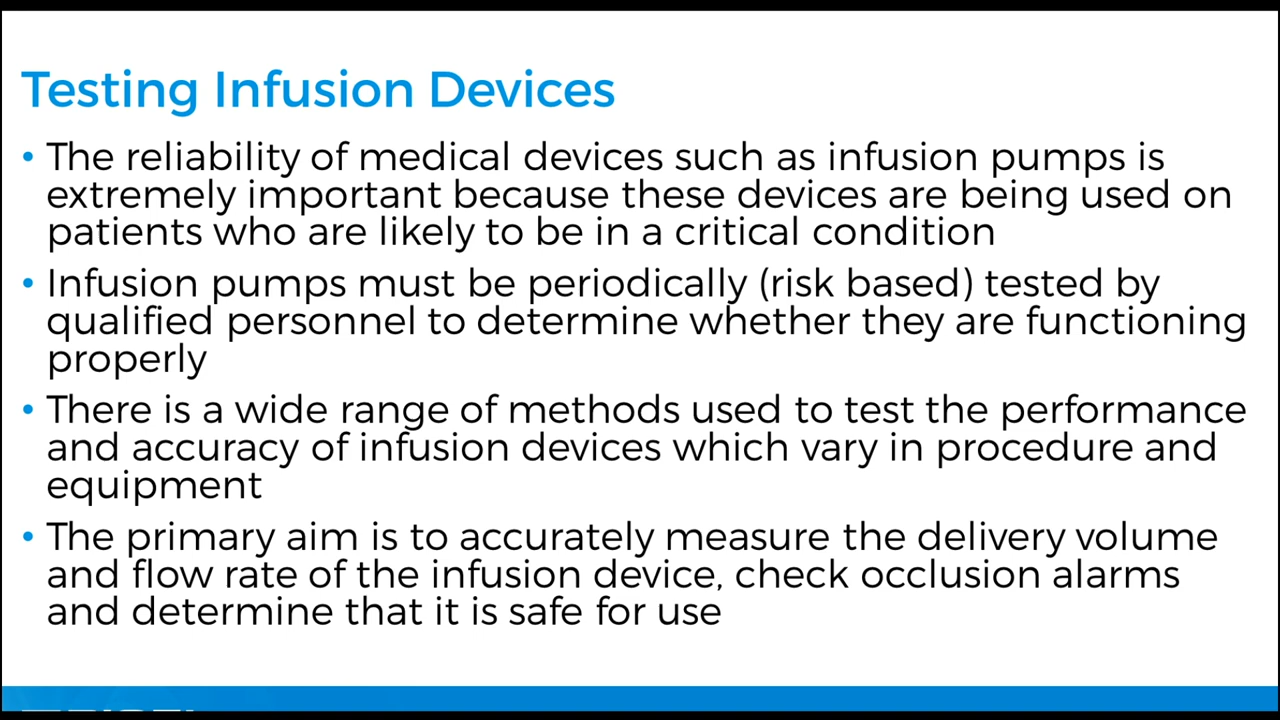 Testing Infusion Devices
• The reliability of medical devices such as infusion pumps is
extremely important because these devices are being used on
patients who are likely to be in a critical condition
• Infusion pumps must be periodically (risk based) tested by
qualified personnel to determine whether they are functioning
properly
• There is a wide range of methods used to test the performance
and accuracy of infusion devices which vary in procedure and
equipment
• The primary aim is to accurately measure the delivery volume
and flow rate of the infusion device, check occlusion alarms
and determine that it is safe for use